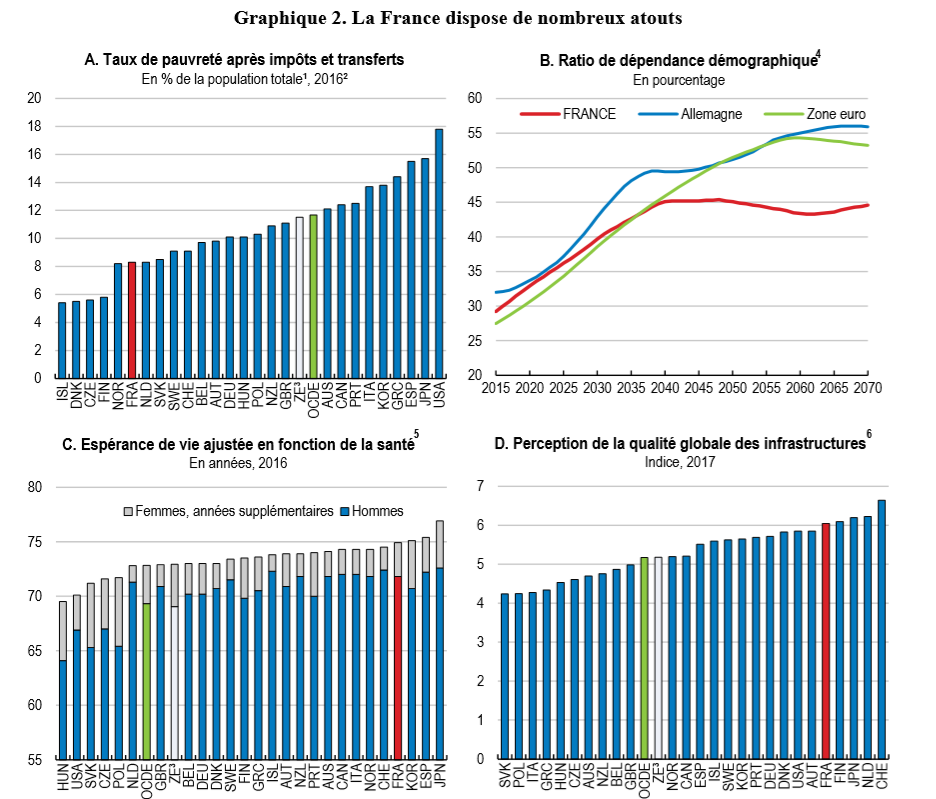 Graphique 2. La France dispose de nombreux atouts
A. Taux de pauvreté après impôts et transferts
En % de la population totale¹, 2016²
20
18
16
14
12
10
8
6
4
2
0
ISL DNK CZE FIN NOR FRA NLD SVK SWE CHE BEL AUT DEU HUN POL NZL GBR ZE³ OCDE AUS CAN PRT ITA KOR GRC ESP JPN USA
B. Ratio de dépendance démographique⁴
En pourcentage
FRANCE Allemagne Zone euro
60
55
50
45
40
35
30
25
20
2015 2020 2025 2030 2035 2040 2045 2050 2055 2060 2065 2070
C. Espérance de vie ajustée en fonction de la santé⁵
En années, 2016
Femmes, années supplémentaires Hommes
80
75
70
65
60
55
HUN USA SVK CZE POL NLD OCDE GBR ZE³ BEL DEU DNK SWE FIN GRC ISL AUT NZL PRT AUS CAN ITA NOR CHE FRA KOR ESP JPN
D. Perception de la qualité globale des infrastructures⁶
Indice, 2017
7
6
5
4
3
2
1
0
SVK POL ITA GRC HUN CZE AUS NZL BEL GBR OCDE ZE³ NOR CAN ESP ISL SWE KOR PRT DEU DNK USA AUT FRA FIN JPN NLD CHE